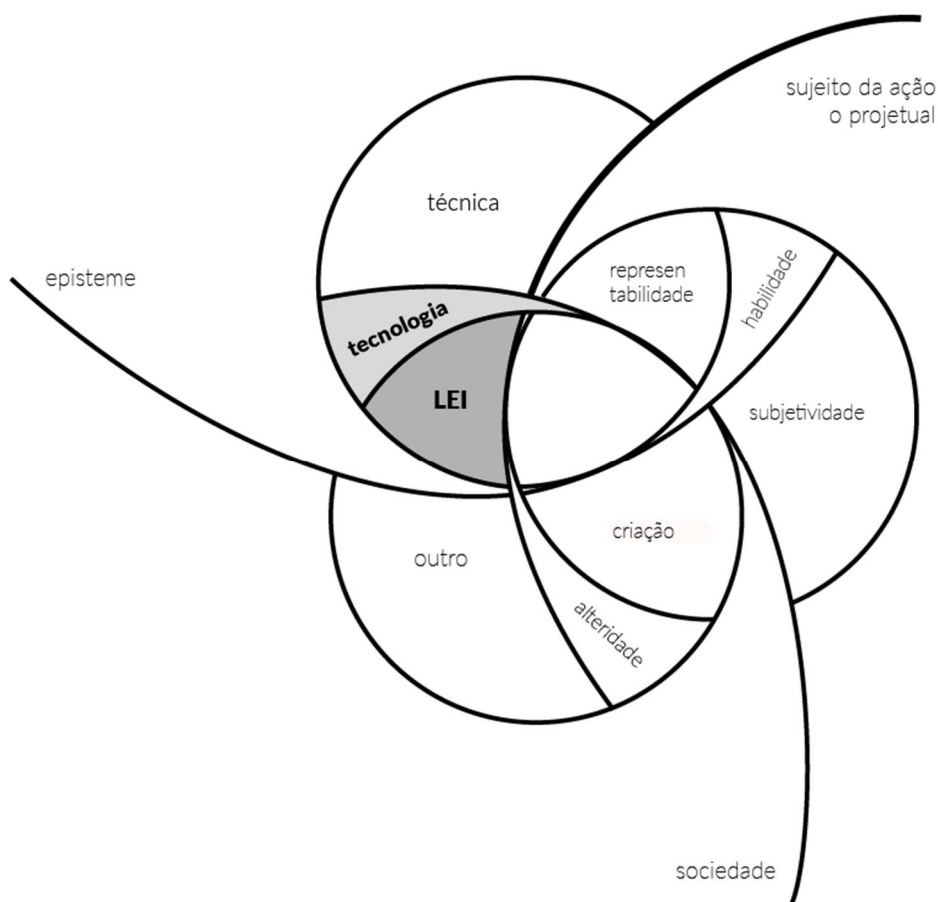 sujeito da ação
o projetual
técnica
episteme
represen
tabilidade
habilidade
tecnologia
LEI
subjetividade
criação
outro
alteridade
sociedade